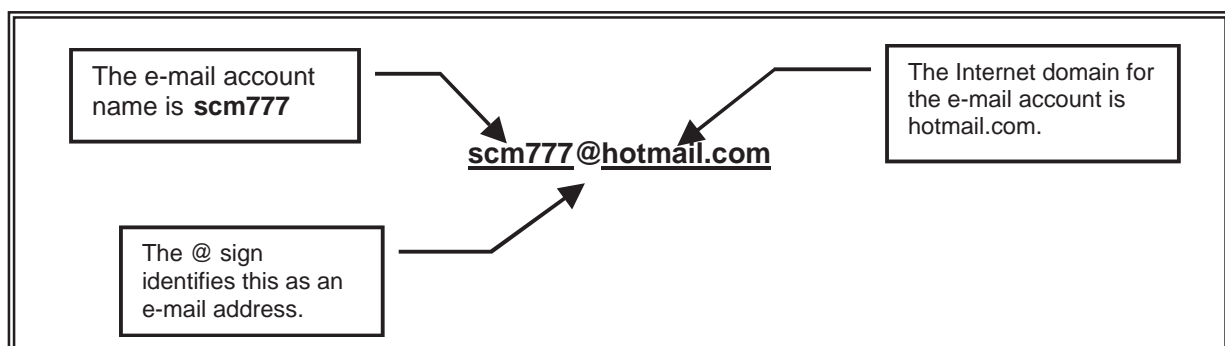 The e-mail account
name is scm777
The Internet domain for
the e-mail account is
hotmail.com.
scm777@hotmail.com
The @ sign
identifies this as an
e-mail address.